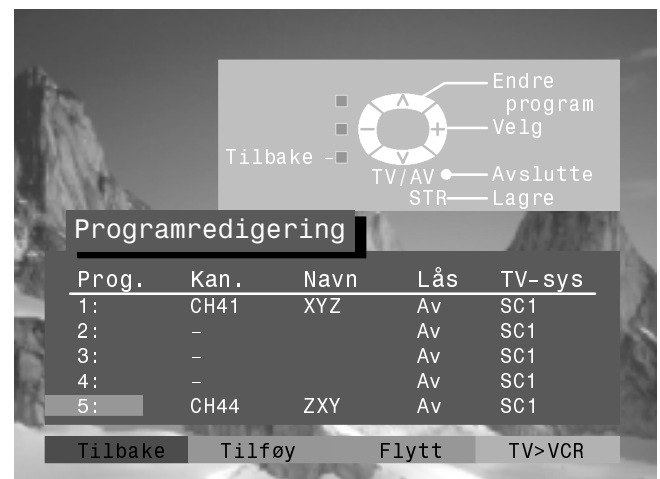 Endre
program
Velg
Tilbake
TV/AV Avslutte
STR Lagre
Programredigering
Prog. Kan. Navn Lås TV-sys
1: CH41 XYZ Av SC1
2: - Av SC1
3: - Av SC1
4: - Av SC1
5: CH44 ZXY Av SC1
Tilbake Tilføy Flytt TV>VCR